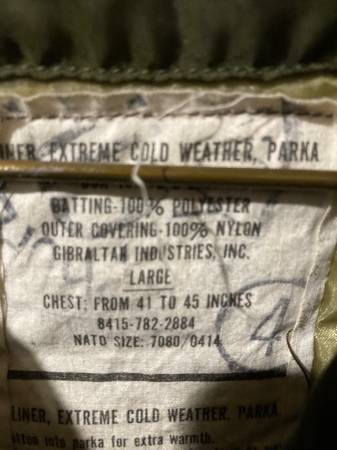 LINER, EXTREME COLD WEATHER, PARKA
BATTING-100% POLYESTER
OUTER COVERING-100% NYLON
GIBRALTAR INDUSTRIES, INC.
LARGE
CHEST: FROM 41 TO 45 INCHES
8415-782-2884
NATO SIZE: 7080/0414
4
LINER, EXTREME COLD WEATHER, PARKA
button into parka for extra warmth.